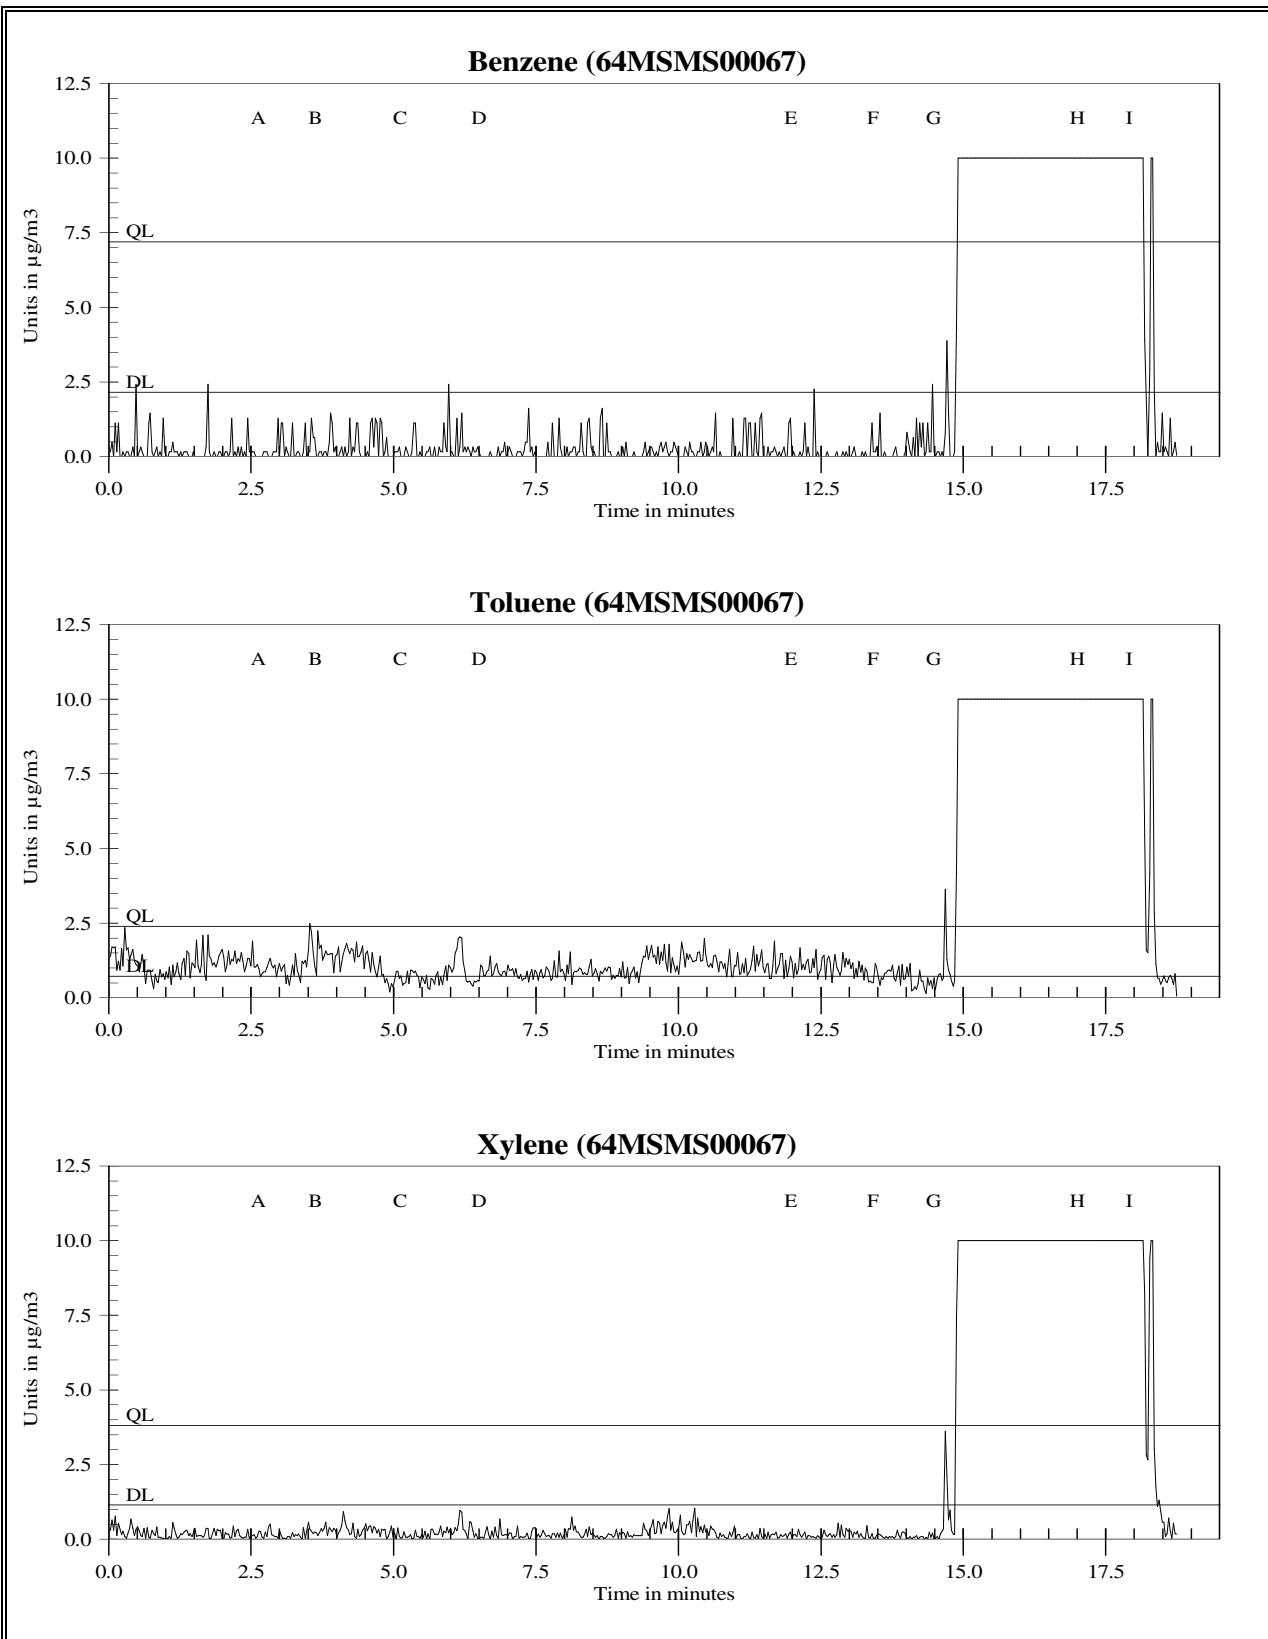 Benzene (64MSMS00067)
12.5
A B C D E F G H I
10.0
Units in µg/m3
QL
7.5
5.0
DL
2.5
0.0
0.0 2.5 5.0 7.5 10.0 12.5 15.0 17.5
Time in minutes
Toluene (64MSMS00067)
12.5
A B C D E F G H I
10.0
Units in µg/m3
7.5
5.0
QL
2.5
DL
0.0
0.0 2.5 5.0 7.5 10.0 12.5 15.0 17.5
Time in minutes
Xylene (64MSMS00067)
12.5
A B C D E F G H I
10.0
Units in µg/m3
7.5
5.0
QL
2.5
DL
0.0
0.0 2.5 5.0 7.5 10.0 12.5 15.0 17.5
Time in minutes